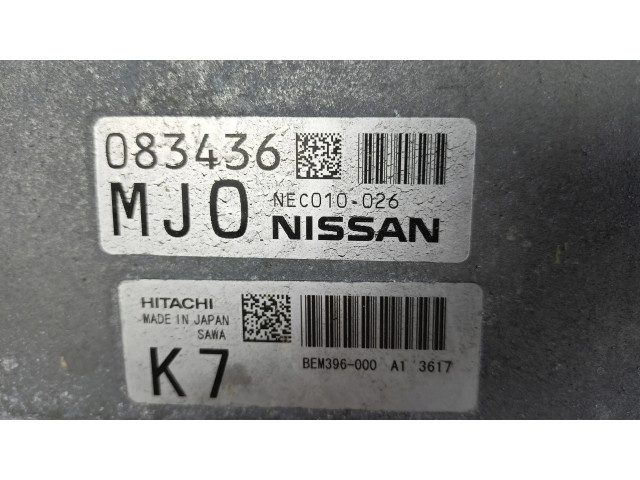 083436
MJ0 NEC010-026
NISSAN
HITACHI
MADE IN JAPAN
SAWA
K7 BEM396-000 A1 3617